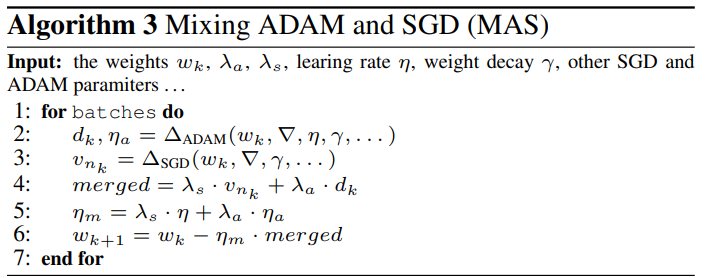 Algorithm 3 Mixing ADAM and SGD (MAS)
Input: the weights w_k, λ_a, λ_s, learing rate η, weight decay γ, other SGD and
ADAM paramiters . . .
1: for batches do
2: d_k, η_a = Δ_ADAM(w_k, ∇, η, γ, . . . )
3: v_{n_k} = Δ_SGD(w_k, ∇, γ, . . . )
4: merged = λ_s · v_{n_k} + λ_a · d_k
5: η_m = λ_s · η + λ_a · η_a
6: w_{k+1} = w_k − η_m · merged
7: end for